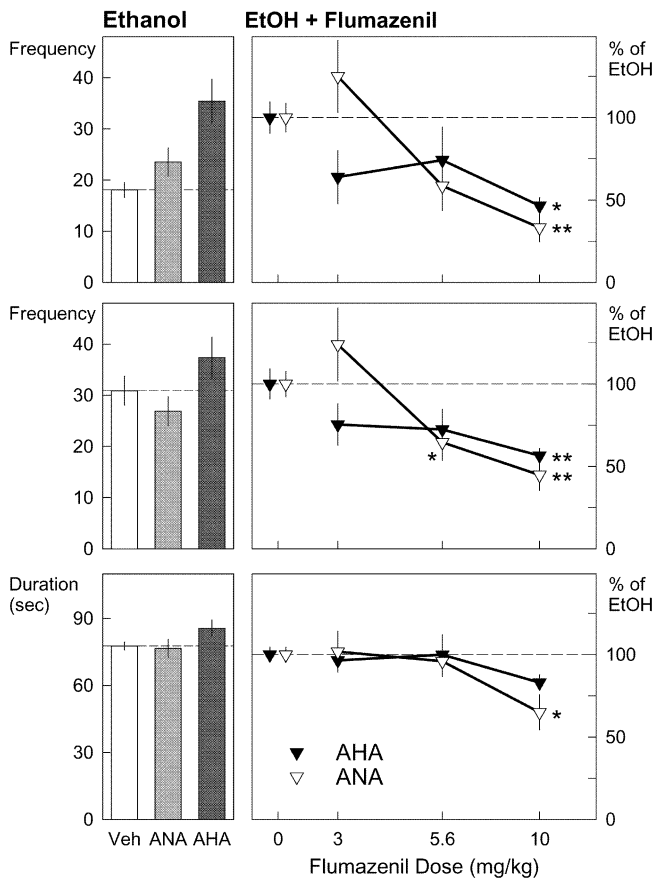 Ethanol EtOH + Flumazenil
Frequency
% of
EtOH
40
30
20
10
0
100
50
0
*
**
Frequency
% of
EtOH
40
30
20
10
0
100
50
0
*
**
**
Duration
(sec)
% of
EtOH
90
60
30
0
100
50
0
*
AHA
ANA
Veh ANA AHA
0 3 5.6 10
Flumazenil Dose (mg/kg)